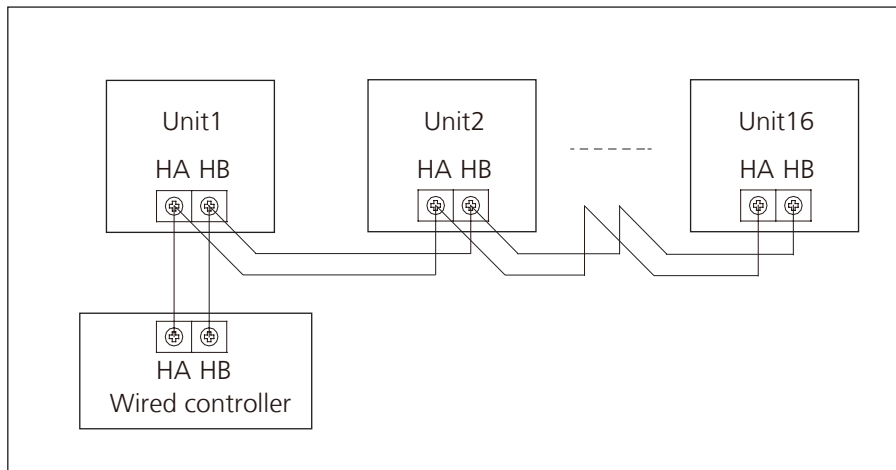 Unit1
HA HB
Unit2
HA HB
Unit16
HA HB
HA HB
Wired controller